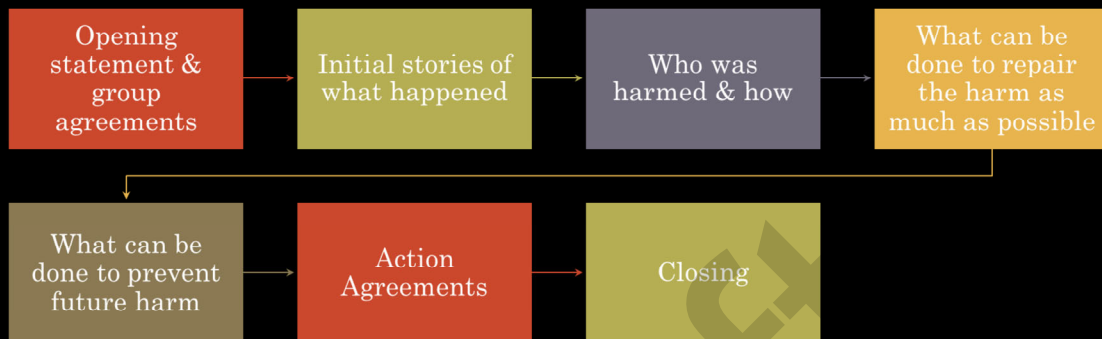 Opening
statement &
group
agreements
Initial stories of
what happened
Who was
harmed & how
What can be
done to repair
the harm as
much as possible
What can be
done to prevent
future harm
Action
Agreements
Closing